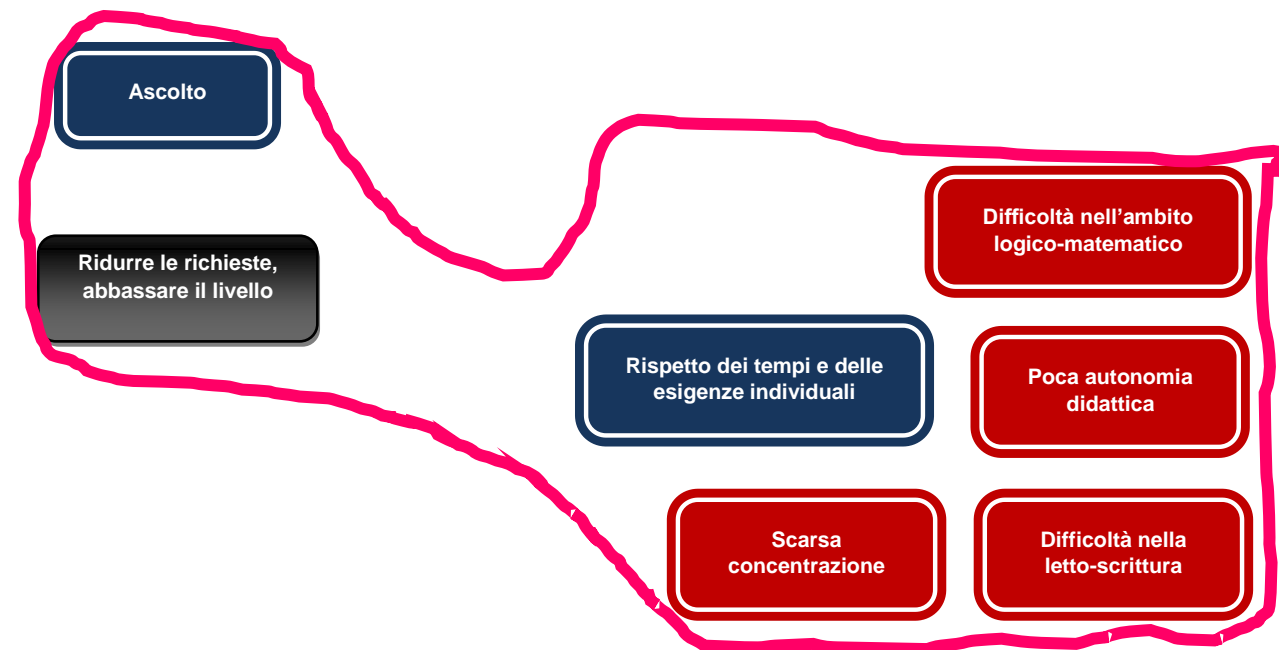 Ascolto
Difficoltà nell'ambito
logico-matematico
Ridurre le richieste,
abbassare il livello
Rispetto dei tempi e delle
esigenze individuali
Poca autonomia
didattica
Scarsa
concentrazione
Difficoltà nella
letto-scrittura